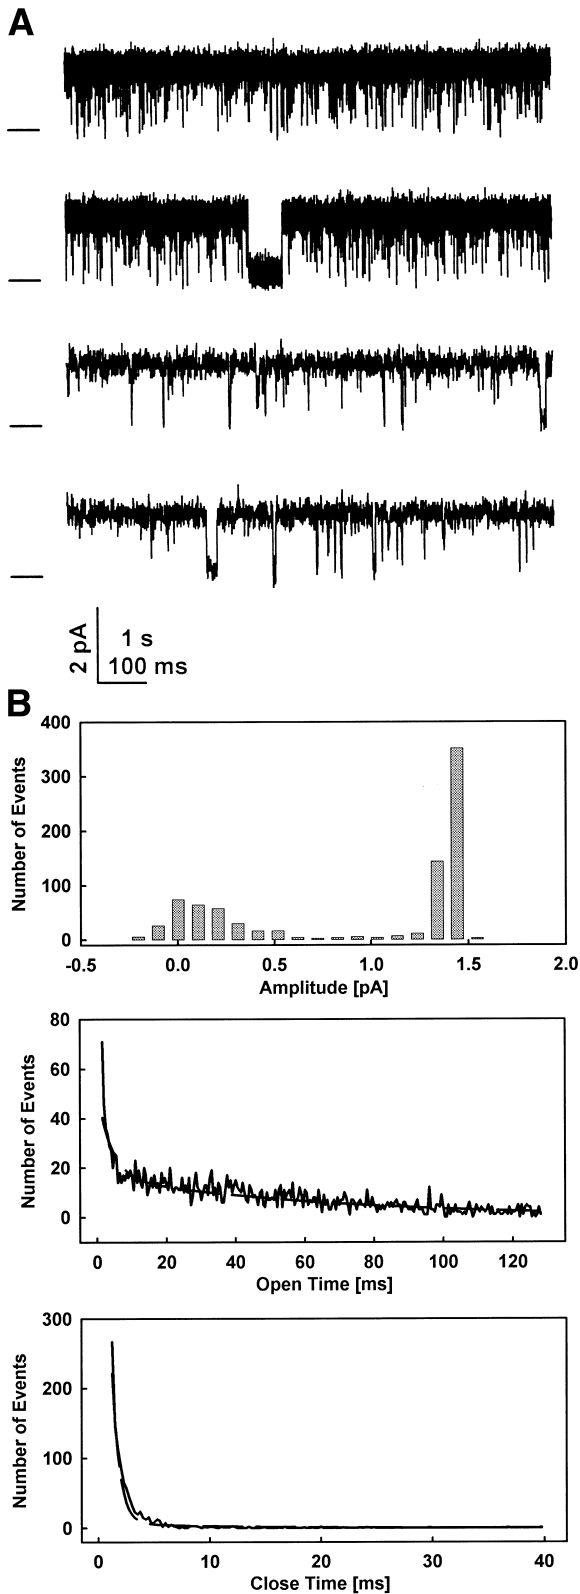 A
2 pA
1 s
100 ms
B
400
300
200
100
0
Number of Events
-0.5 0.0 0.5 1.0 1.5 2.0
Amplitude [pA]
80
60
40
20
0
Number of Events
0 20 40 60 80 100 120
Open Time [ms]
300
200
100
0
Number of Events
0 10 20 30 40
Close Time [ms]